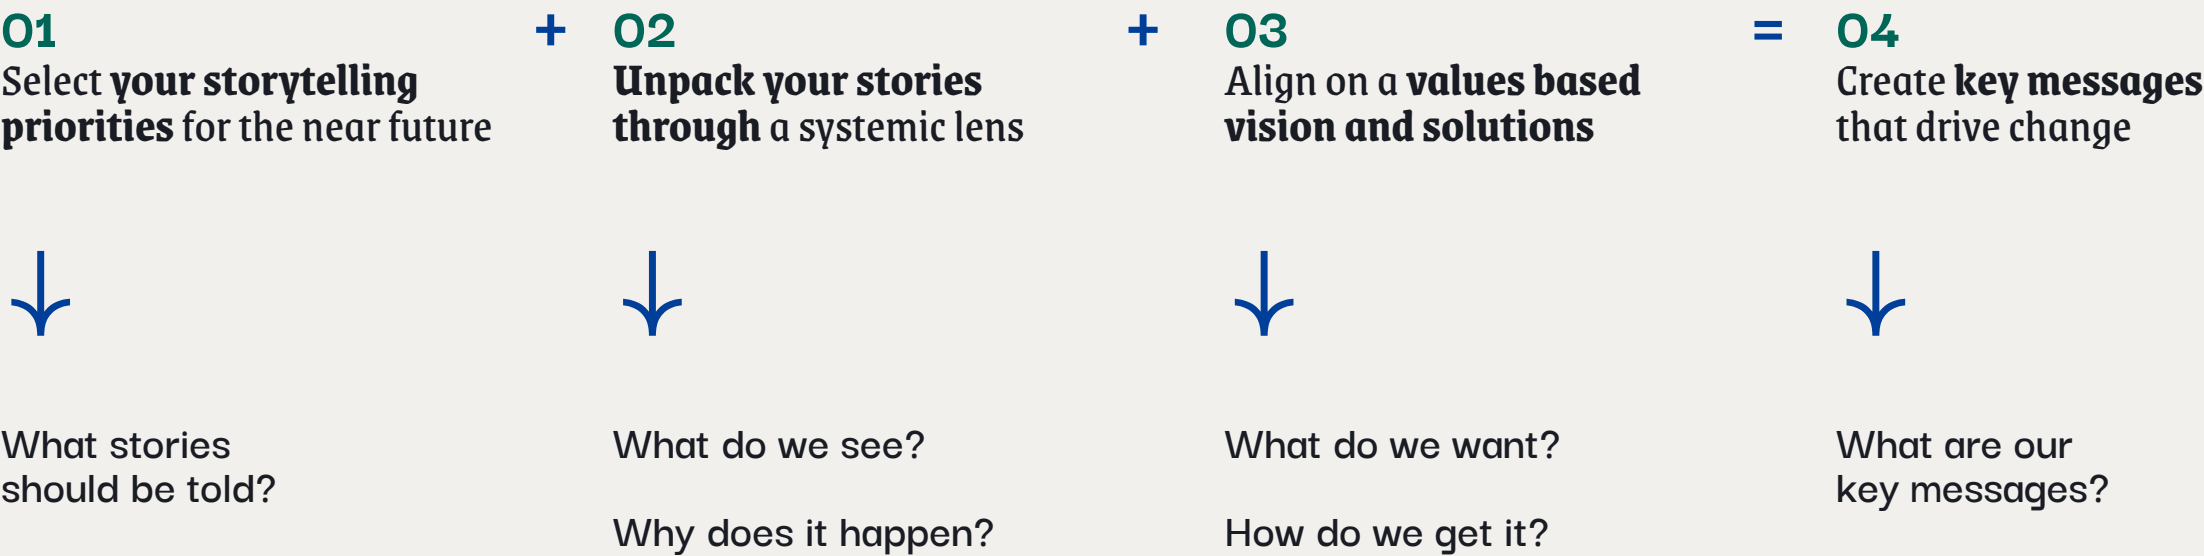 01
Select your storytelling
priorities for the near future
What stories
should be told?
+
02
Unpack your stories
through a systemic lens
What do we see?
Why does it happen?
+
03
Align on a values based
vision and solutions
What do we want?
How do we get it?
=
04
Create key messages
that drive change
What are our
key messages?